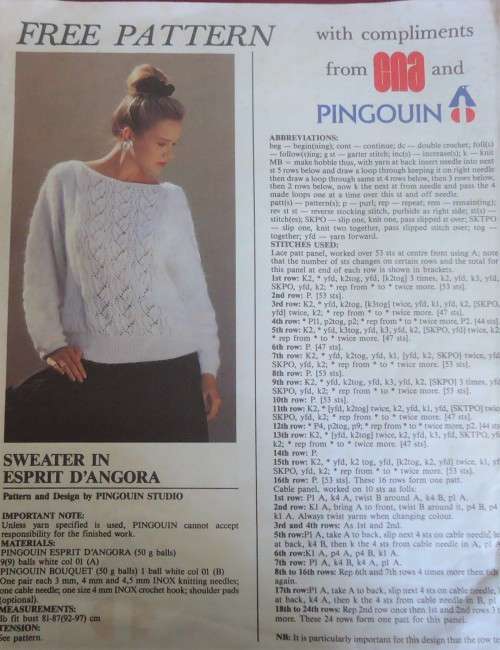 FREE PATTERN
with compliments
from ena and
PINGOUIN
SWEATER IN
ESPRIT D'ANGORA
Pattern and Design by PINGOUIN STUDIO
IMPORTANT NOTE:
Unless yarn specified is used, PINGOUIN cannot accept
responsibility for the finished work.
MATERIALS:
PINGOUIN ESPRIT D'ANGORA (50 g balls)
9(9) balls white col 01 (A)
PINGOUIN BOUQUET (50 g balls) 1 ball white col 01 (B)
One pair each 3 mm, 4 mm and 4,5 mm INOX knitting needles;
one cable needle; one size 4 mm INOX crochet hook; shoulder pads
(optional).
MEASUREMENTS:
To fit bust 81-87(92-97) cm
TENSION:
See pattern.
ABBREVIATIONS:
beg — begin(ning); cont — continue; dc — double crochet; foll(s)
— follow(s)ing; g st — garter stitch; inc(s) — increase(s); k — knit
MB = make bobble thus, with yarn at back insert needle into next
st 5 rows below and draw a loop through keeping it on right needle
then draw a loop through same st 4 rows below, then 3 rows below,
then 2 rows below, now k the next st from needle and pass the 4
made loops one at a time over this st and off needle.
patt(s) — pattern(s); p — purl; rep — repeat; rem — remain(ing);
rev st st — reverse stocking stitch, purlside as right side; st(s) —
stitch(es); SKPO — slip one, knit one, pass slipped st over; SKTPO
— slip one, knit two together, pass slipped stitch over; tog —
together; yfd — yarn forward.
STITCHES USED:
Lace patt panel, worked over 53 sts at centre front using A; note
that the number of sts changes on certain rows and the total for
this panel at end of each row is shown in brackets.
1st row: K2, * yfd, k2tog, yfd, [k2tog] 3 times, k2, yfd, k3, yfd,
SKPO, yfd, k2; * rep from * to * twice more. [53 sts].
2nd row: P. [53 sts].
3rd row: K2, * yfd, k2tog, [k3tog] twice, yfd, k1, yfd, k2, [SKPO,
yfd] twice, k2; * rep from * to * twice more. [47 sts].
4th row: * P11, p2tog, p2; * rep from * to * twice more, P2. [44 sts].
5th row: K2, * yfd, k3tog, yfd, k3, yfd, k2, [SKPO, yfd] twice, k2;
* rep from * to * twice more. [47 sts].
6th row: P. [47 sts].
7th row: K2, * yfd, k2tog, yfd, k1, [yfd, k2, SKPO] twice, yfd,
SKPO, yfd, k2; * rep from * to * twice more. [53 sts].
8th row: P. [53 sts].
9th row: K2, * yfd, k2tog, yfd, k3, yfd, k2, [SKPO] 3 times, yfd,
SKPO, yfd, k2; * rep from * to * twice more. [53 sts].
10th row: P. [53 sts].
11th row: K2, * [yfd, k2tog] twice, k2, yfd, k1, yfd, [SKTPO] twice,
yfd, SKPO, yfd, k2; * rep from * to * twice more. [47 sts].
12th row: * P4, p2tog, p9; * rep from * to * twice more, p2. [44 sts].
13th row: K2, * [yfd, k2tog] twice, k2, yfd, k3, yfd, SKTPO, yfd,
k2; * rep from * to * twice more. [47 sts].
14th row: P.
15th row: K2, * yfd, k2 tog, yfd, [k2tog, k2, yfd] twice, k1, yfd,
SKPO, yfd, k2; * rep from * to * twice more. [53 sts].
16th row: P. [53 sts]. These 16 rows form one patt.
Cable panel, worked on 10 sts as folls:
1st row: P1 A, k4 A, twist B around A, k4 B, p1 A.
2nd row: K1 A, bring A to front, twist B around it, p4 B, p4
k1 A. Always twist yarns when changing colour.
3rd and 4th rows: As 1st and 2nd.
5th row: P1 A, take A to back, slip next 4 sts on cable needle,
at back, k4 B, then k the 4 sts from cable needle in A, p1 A
6th row: K1 A, p4 A, p4 B, k1 A.
7th row: P1 A, k4 B, k4 A, p1 A.
8th to 16th rows: Rep 6th and 7th rows 4 times more then 6th
again.
17th row: P1 A, take A to back, slip next 4 sts on cable needle,
at back, k4 A, then k the 4 sts from cable needle in B, p1
18th to 24th rows: Rep 2nd row once then 1st and 2nd rows 3
more. These 24 rows form one patt for this panel.
NB: It is particularly important for this design that the row